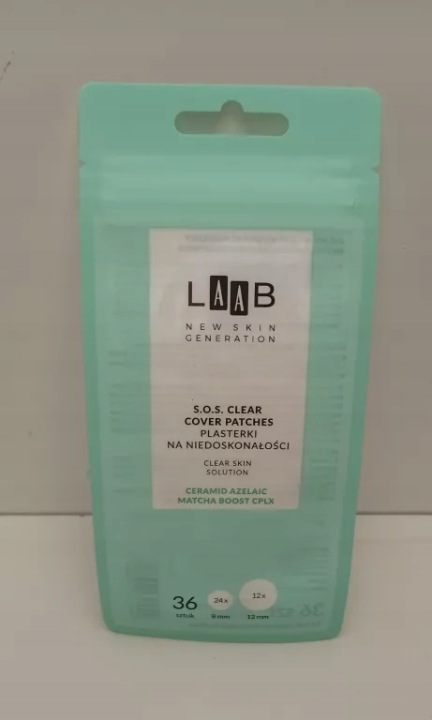 LAAB
NEW SKIN
GENERATION
S.O.S. CLEAR
COVER PATCHES
PLASTERKI
NA NIEDOSKONAŁOŚCI
CLEAR SKIN
SOLUTION
CERAMID AZELAIC
MATCHA BOOST CPLX
36 24x 12x
sztuk 8 mm 12 mm